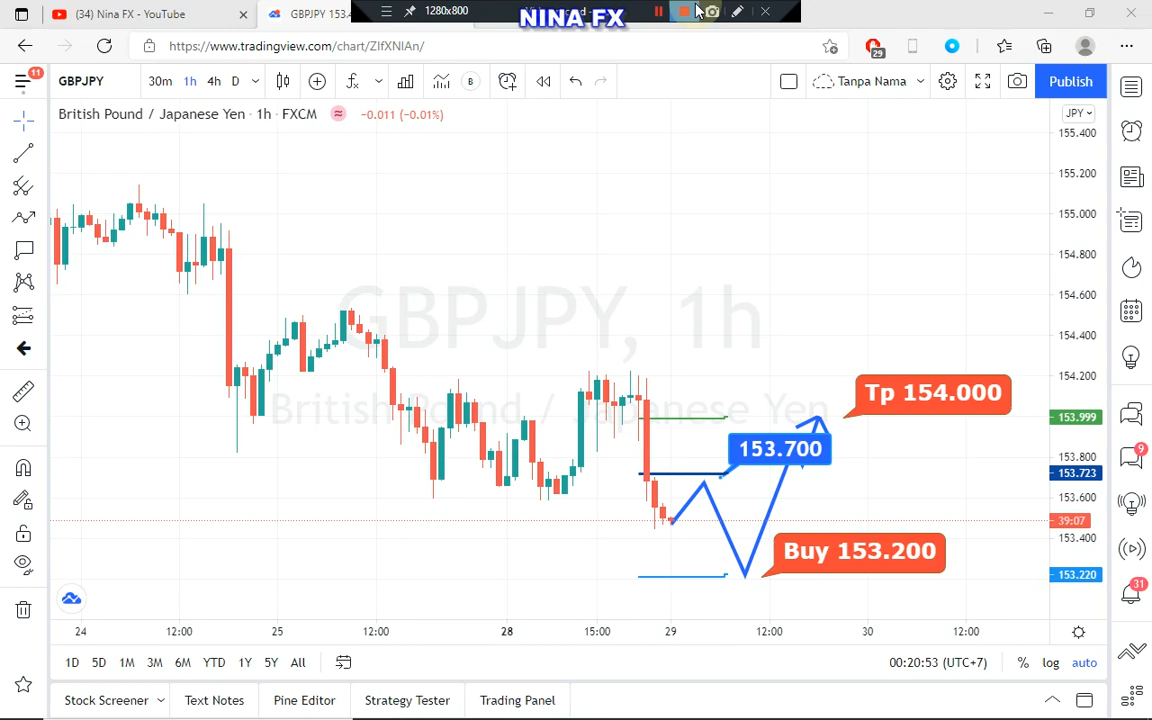 (34) Nina FX - YouTube
GBPJPY 153.4
1280x800
NINA FX
https://www.tradingview.com/chart/ZIfXNIAn/
29
11
GBPJPY
30m
1h
4h
D
B
Tanpa Nama
Publish
British Pound / Japanese Yen · 1h · FXCM
≈
-0.011 (-0.01%)
JPY
155.400
155.200
155.000
154.800
154.600
154.400
154.200
153.999
153.800
153.723
153.600
39:07
153.400
153.220
GBPJPY, 1h
British Pound / Japanese Yen
Tp 154.000
153.700
Buy 153.200
9
31
24
12:00
25
12:00
28
15:00
29
12:00
30
12:00
1D
5D
1M
3M
6M
YTD
1Y
5Y
All
00:20:53 (UTC+7)
%
log
auto
Stock Screener
Text Notes
Pine Editor
Strategy Tester
Trading Panel